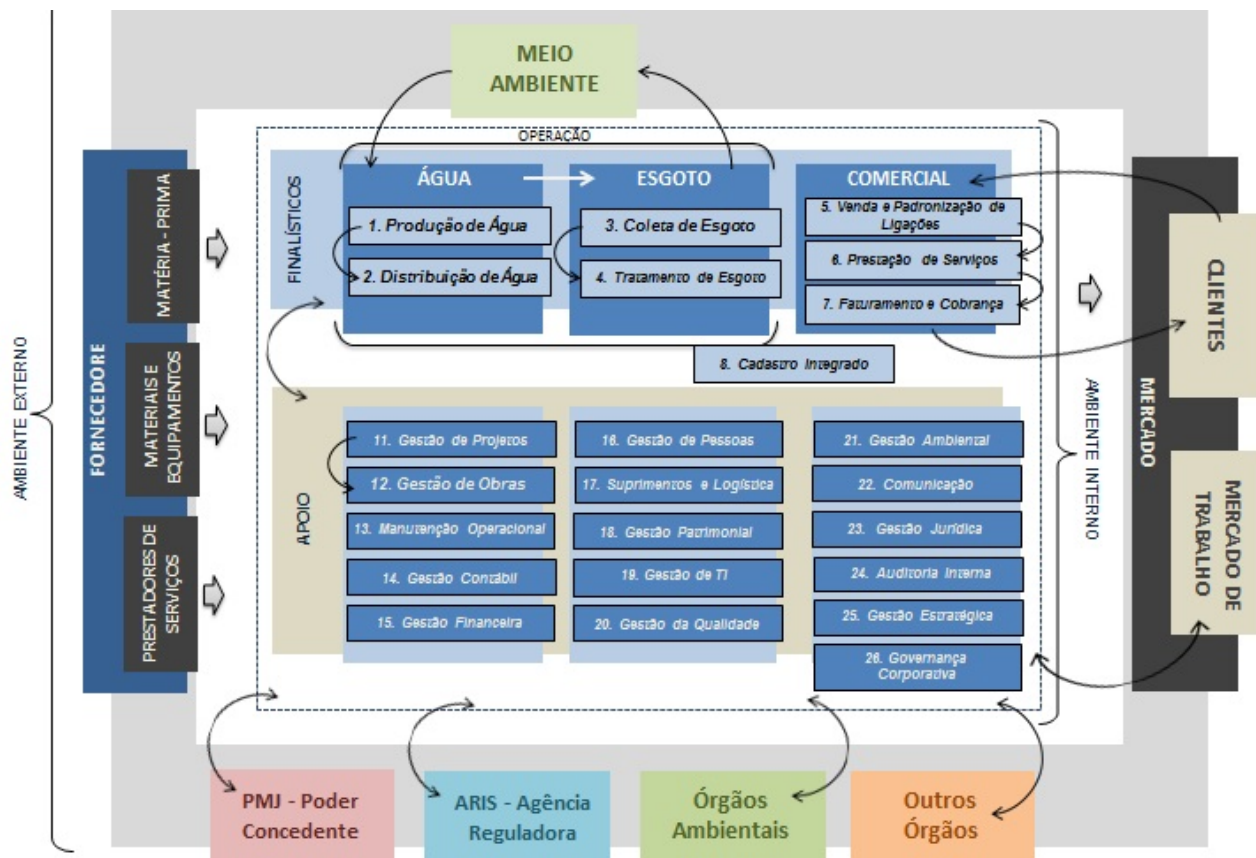 MEIO
AMBIENTE
AMBIENTE EXTERNO
FORNECEDORE
MATÉRIA - PRIMA
MATERIAIS E
EQUIPAMENTOS
PRESTADORES DE
SERVIÇOS
OPERAÇÃO
FINALÍSTICOS
ÁGUA
1. Produção de Água
2. Distribuição de Água
ESGOTO
3. Coleta de Esgoto
4. Tratamento de Esgoto
COMERCIAL
5. Venda e Padronização de
Ligações
6. Prestação de Serviços
7. Faturamento e Cobrança
8. Cadastro Integrado
APOIO
11. Gestão de Projetos
12. Gestão de Obras
13. Manutenção Operacional
14. Gestão Contábil
15. Gestão Financeira
16. Gestão de Pessoas
17. Suprimentos e Logística
18. Gestão Patrimonial
19. Gestão de TI
20. Gestão da Qualidade
21. Gestão Ambiental
22. Comunicação
23. Gestão Jurídica
24. Auditoria Interna
25. Gestão Estratégica
26. Governança
Corporativa
AMBIENTE INTERNO
MERCADO
CLIENTES
MERCADO DE
TRABALHO
PMJ - Poder
Concedente
ARIS - Agência
Reguladora
Órgãos
Ambientais
Outros
Órgãos